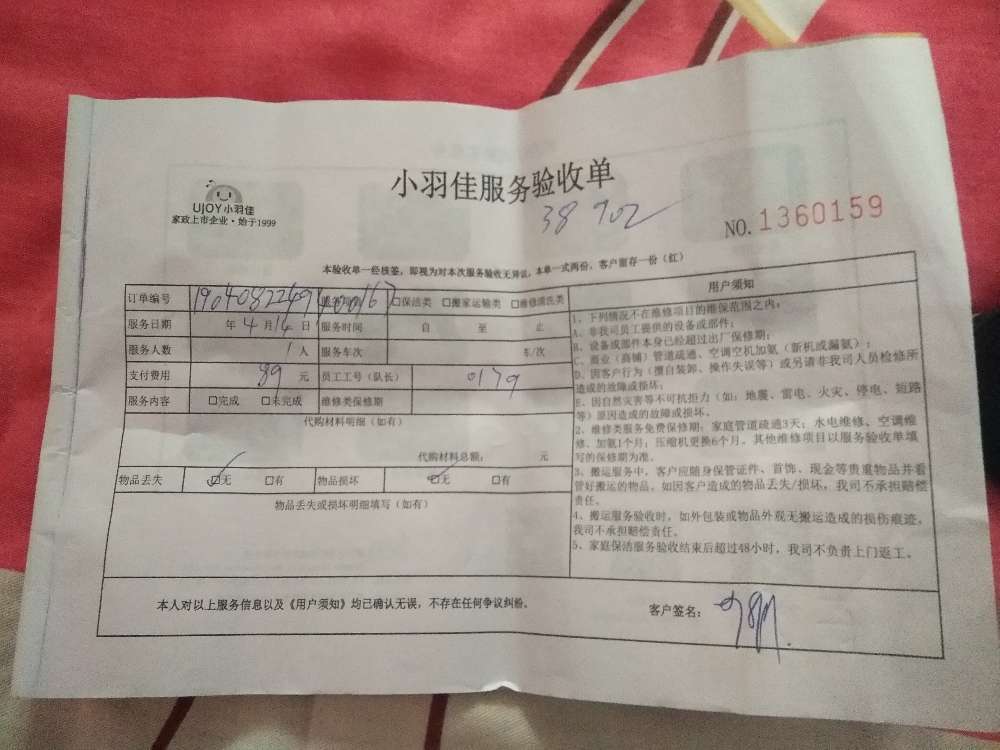 小羽佳服务验收单
UJOY小羽佳
家政上市企业·始于1999
38 902
NO.1360159
本验收单一经核签,即视为对本次服务验收无异议,本单一式两份,客户留存一份(红)
订单编号 □保洁类 □搬家运输类 □维修清洗类
服务日期 年 4 月 14 日 服务时间 自 至 止
服务人数 1 人 服务车次 车/次
支付费用 89 元 员工工号(队长) 0179
服务内容 □完成 □未完成 维修类保修期
代购材料明细(如有)
代购材料总额: 元
物品丢失 ☑无 □有 物品损坏 ☑无 □有
物品丢失或损坏明细填写(如有)
用户须知
1、下列情况不在维修项目的维保范围之内:
A、非我司员工提供的设备或部件;
B、设备或部件本身已经超过出厂保修期;
C、商业(商铺)管道疏通、空调空机加氨(新机或漏氨);
D、因客户行为(擅自装卸、操作失误等)或另请非我司人员检修所
造成的故障或损坏;
E、因自然灾害等不可抗拒力(如:地震、雷电、火灾、停电、短路
等)原因造成的故障或损坏。
2、维修类服务免费保修期:家庭管道疏通3天;水电维修、空调维
修、加氨1个月;压缩机更换6个月。其他维修项目以服务验收单填
写的保修期为准。
3、搬运服务中,客户应随身保管证件、首饰、现金等贵重物品并看
管好搬运的物品。如因客户造成的物品丢失/损坏,我司不承担赔偿
责任。
4、搬运服务验收时,如外包装或物品外观无搬运造成的损伤痕迹,
我司不承担赔偿责任。
5、家庭保洁服务验收结束后超过48小时,我司不负责上门返工。
本人对以上服务信息以及《用户须知》均已确认无误,不存在任何争议纠纷。
客户签名: